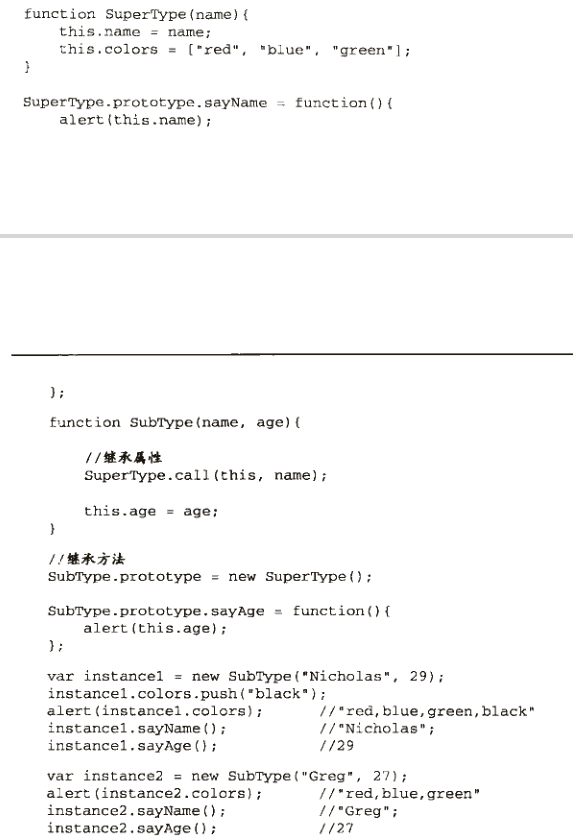 function SuperType(name){
    this.name = name;
    this.colors = ["red", "blue", "green"];
}
SuperType.prototype.sayName = function(){
    alert(this.name);
};
function SubType(name, age){
    //继承属性
    SuperType.call(this, name);
    this.age = age;
}
//继承方法
SubType.prototype = new SuperType();
SubType.prototype.sayAge = function(){
    alert(this.age);
};
var instance1 = new SubType("Nicholas", 29);
instance1.colors.push("black");
alert(instance1.colors);      //"red,blue,green,black"
instance1.sayName();          //"Nicholas";
instance1.sayAge();           //29
var instance2 = new SubType("Greg", 27);
alert(instance2.colors);      //"red,blue,green"
instance2.sayName();          //"Greg";
instance2.sayAge();           //27